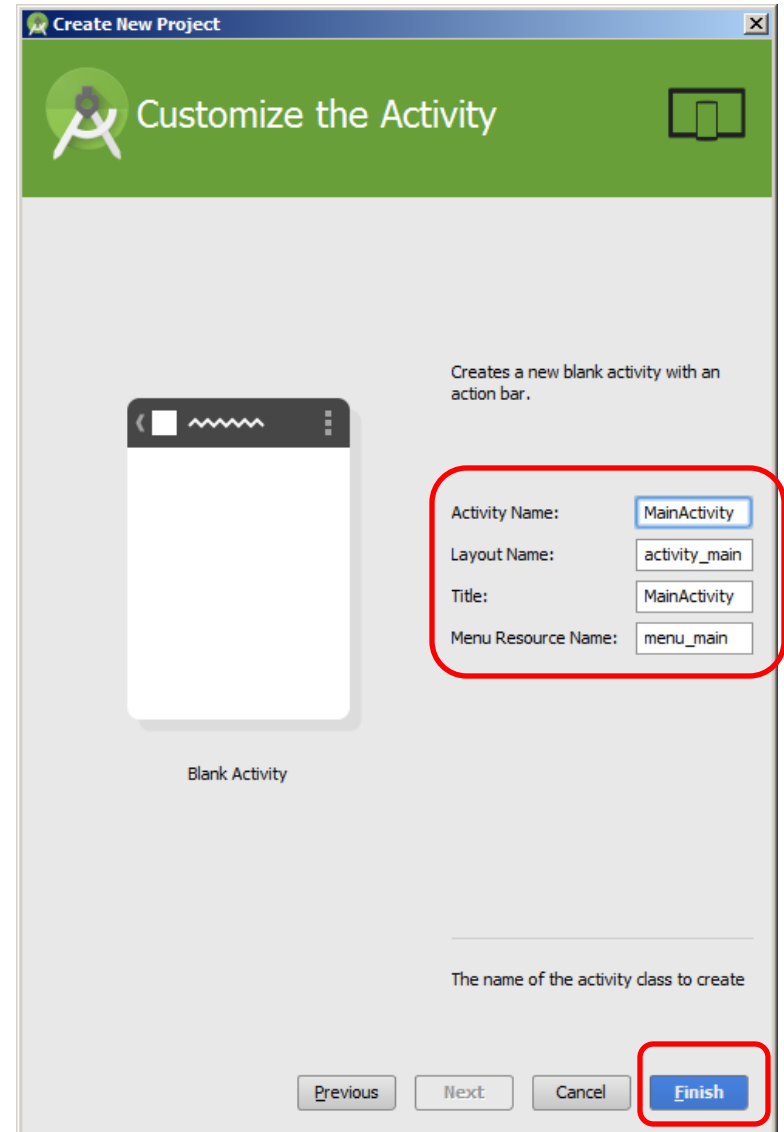 Create New Project
Customize the Activity
Creates a new blank activity with an
action bar.
Activity Name: MainActivity
Layout Name: activity_main
Title: MainActivity
Menu Resource Name: menu_main
Blank Activity
The name of the activity class to create
Previous Next Cancel Finish